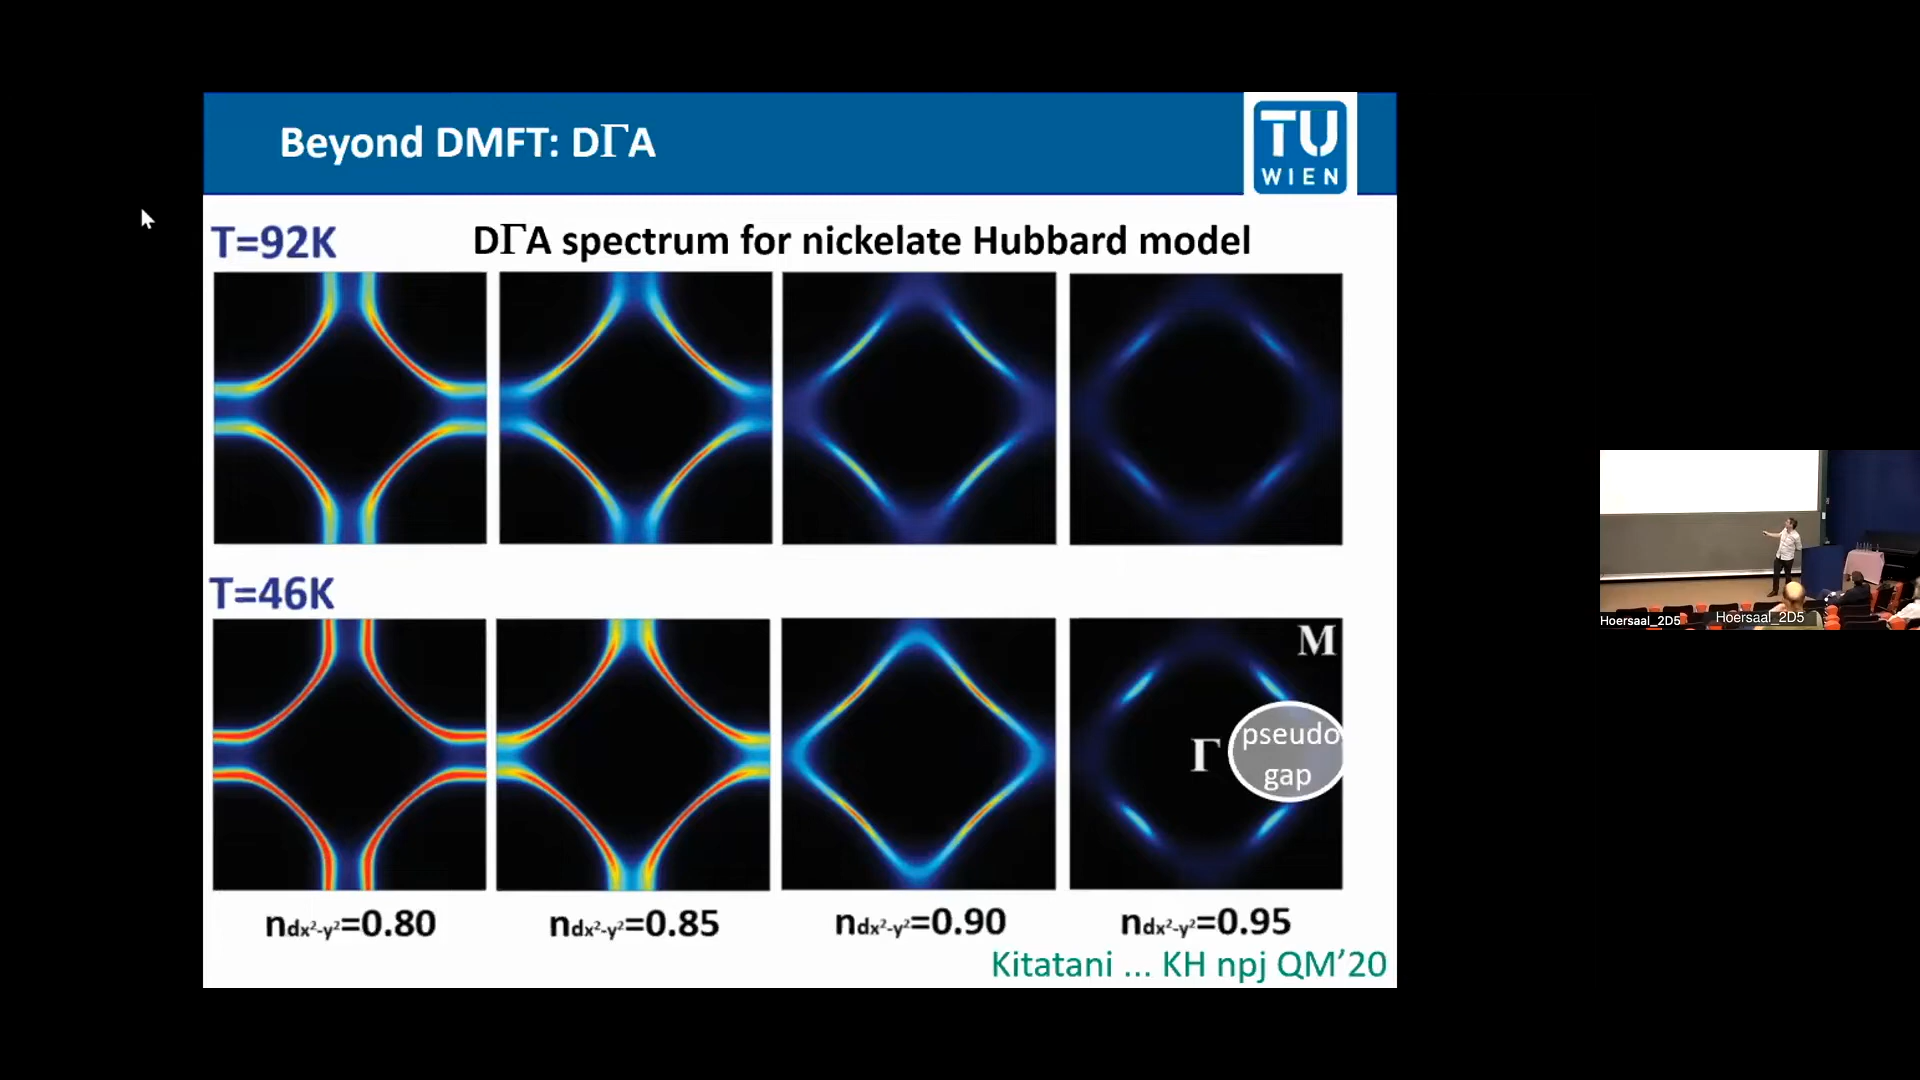 Beyond DMFT: DΓA
TU
WIEN
T=92K
DΓA spectrum for nickelate Hubbard model
T=46K
M
Γ
pseudo
gap
ndx²-y²=0.80
ndx²-y²=0.85
ndx²-y²=0.90
ndx²-y²=0.95
Kitatani ... KH npj QM’20
Hoersaal_2D5
Hoersaal_2D5